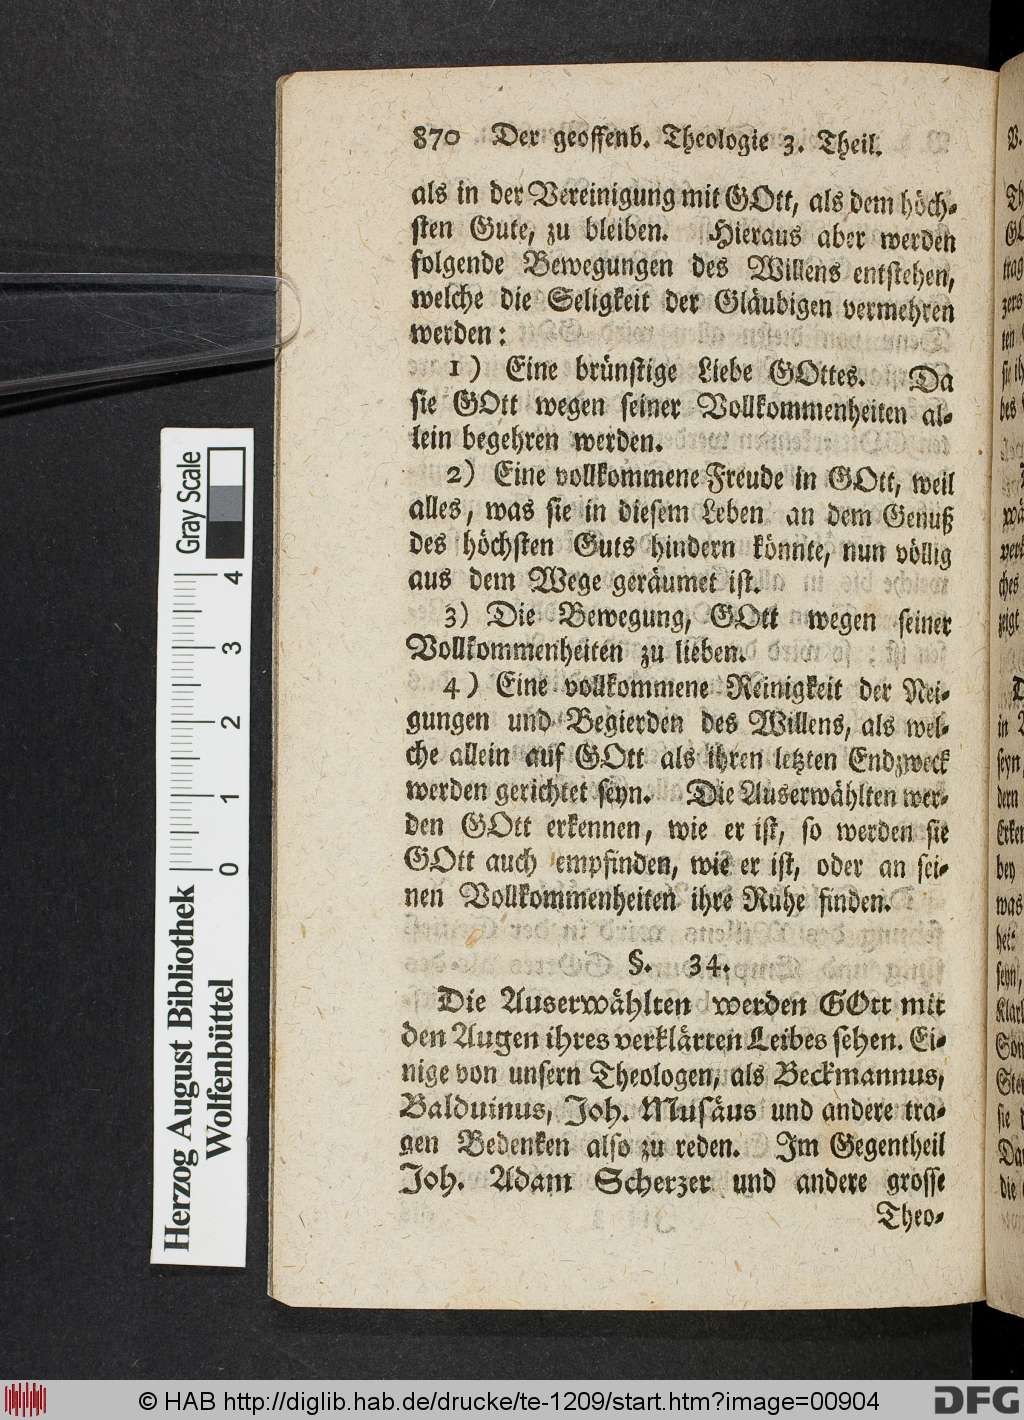 870 Der geoffenb. Theologie 3. Theil.
als in der Vereinigung mit GOtt, als dem höch-
sten Gute, zu bleiben. Hieraus aber werden
folgende Bewegungen des Willens entstehen,
welche die Seligkeit der Gläubigen vermehren
werden:
1) Eine brünstige Liebe GOttes. Da
sie GOtt wegen seiner Vollkommenheiten al-
lein begehren werden.
2) Eine vollkommene Freude in GOtt, weil
alles, was sie in diesem Leben an dem Genuß
des höchsten Guts hindern könnte, nun völlig
aus dem Wege geräumet ist.
3) Die Bewegung, GOtt wegen seiner
Vollkommenheiten zu lieben.
4) Eine vollkommene Reinigkeit der Nei-
gungen und Begierden des Willens, als wel-
che allein auf GOtt als ihren letzten Endzweck
werden gerichtet seyn. Die Auserwählten wer-
den GOtt erkennen, wie er ist, so werden sie
GOtt auch empfinden, wie er ist, oder an sei-
nen Vollkommenheiten ihre Ruhe finden.
§. 34.
Die Auserwählten werden GOtt mit
den Augen ihres verklärten Leibes sehen. Ei-
nige von unsern Theologen, als Beckmannus,
Balduinus, Joh. Musäus und andere tra-
gen Bedenken also zu reden. Im Gegentheil
Joh. Adam Scherzer und andere grosse
Theo-
Gray Scale
0 1 2 3 4
Herzog August Bibliothek
Wolfenbüttel
© HAB http://diglib.hab.de/drucke/te-1209/start.htm?image=00904
DFG